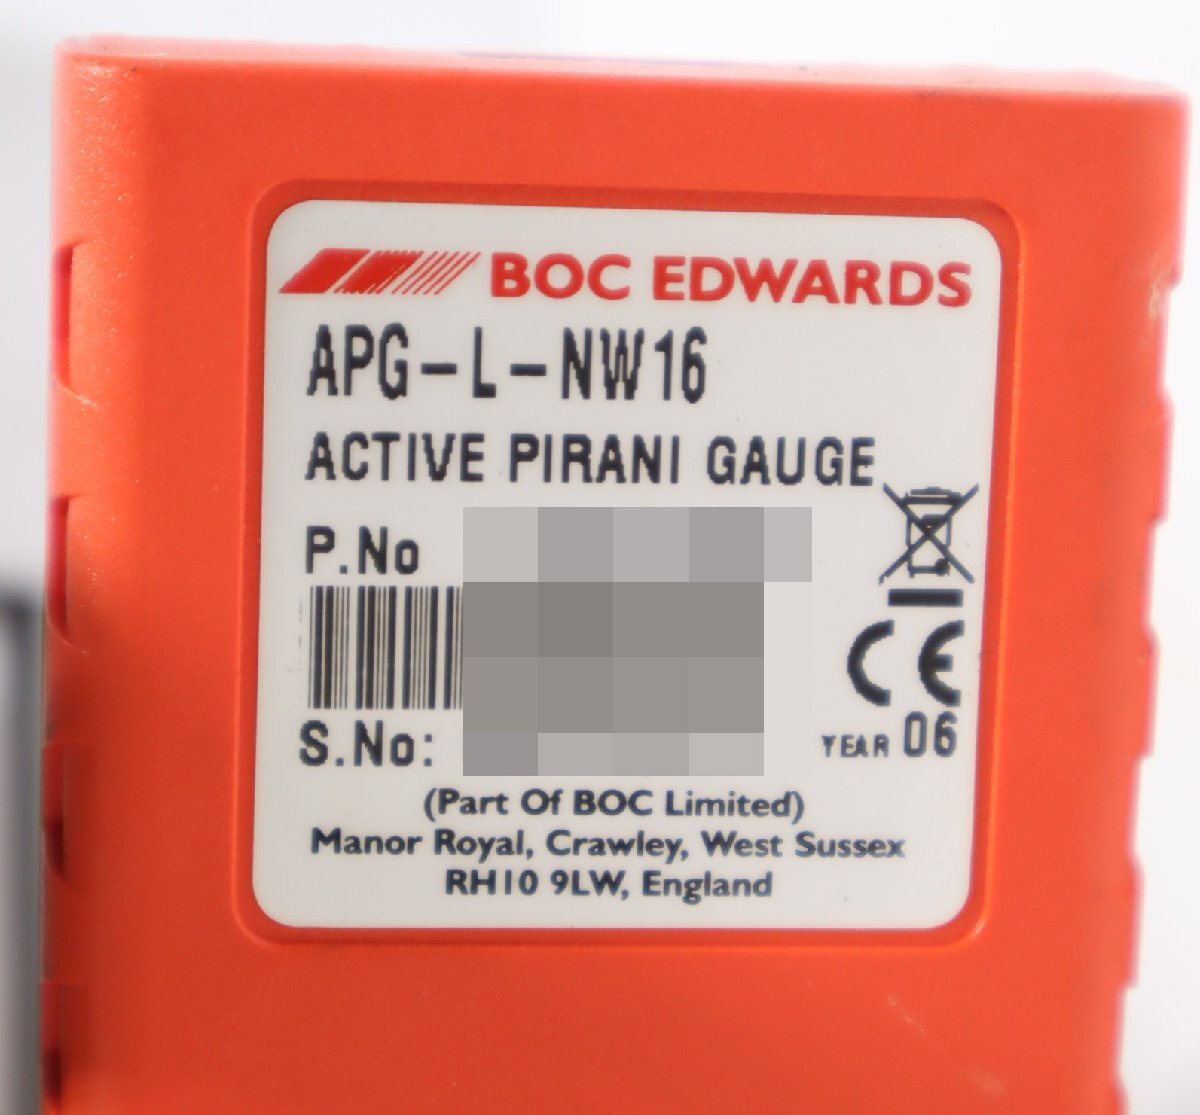 BOC EDWARDS
APG-L-NW16
ACTIVE PIRANI GAUGE
P.No
S.No:
CE
YEAR 06
(Part Of BOC Limited)
Manor Royal, Crawley, West Sussex
RH10 9LW, England